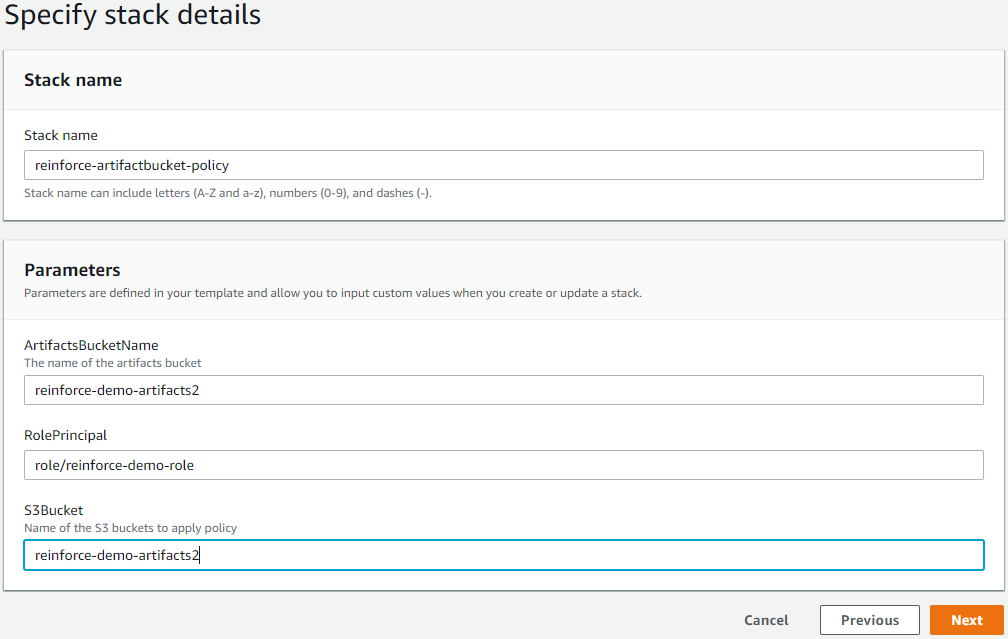 Specify stack details
Stack name
Stack name
reinforce-artifactbucket-policy
Stack name can include letters (A-Z and a-z), numbers (0-9), and dashes (-).
Parameters
Parameters are defined in your template and allow you to input custom values when you create or update a stack.
ArtifactsBucketName
The name of the artifacts bucket
reinforce-demo-artifacts2
RolePrincipal
role/reinforce-demo-role
S3Bucket
Name of the S3 buckets to apply policy
reinforce-demo-artifacts2
Cancel Previous Next